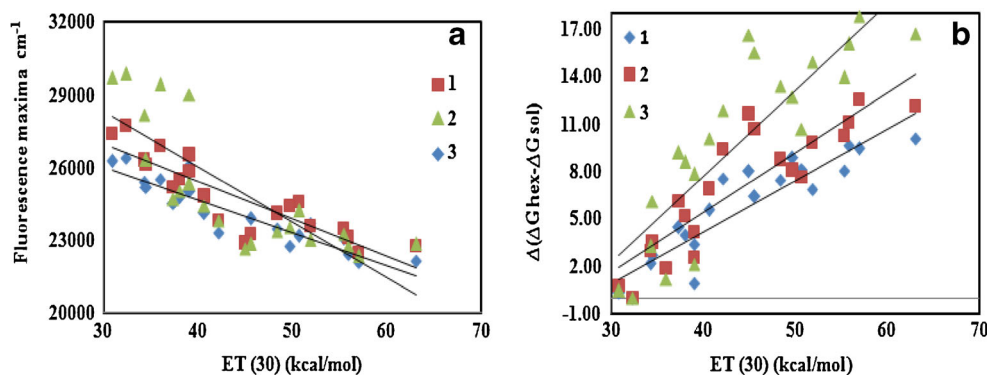 a
Fluorescence maxima cm-1
32000
29000
26000
23000
20000
1
2
3
30 40 50 60 70
ET (30) (kcal/mol)
b
Δ(ΔGhex-ΔGsol)
17.00
14.00
11.00
8.00
5.00
2.00
-1.00
1
2
3
30 40 50 60 70
ET (30) (kcal/mol)